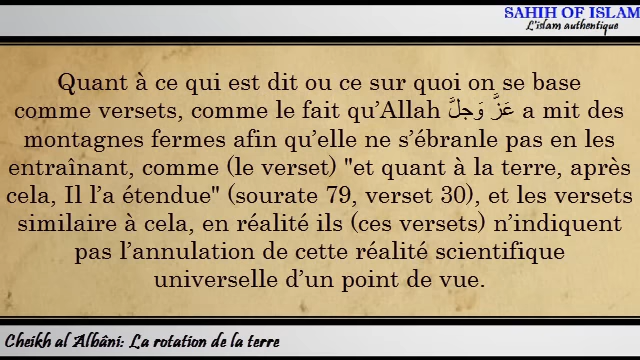 SAHIH OF ISLAM
L'islam authentique
Quant à ce qui est dit ou ce sur quoi on se base
comme versets, comme le fait qu'Allah عَزَّ وَجلَّ a mit des
montagnes fermes afin qu'elle ne s'ébranle pas en les
entraînant, comme (le verset) "et quant à la terre, après
cela, Il l'a étendue" (sourate 79, verset 30), et les versets
similaire à cela, en réalité ils (ces versets) n'indiquent
pas l'annulation de cette réalité scientifique
universelle d'un point de vue.
Cheikh al Albâni: La rotation de la terre